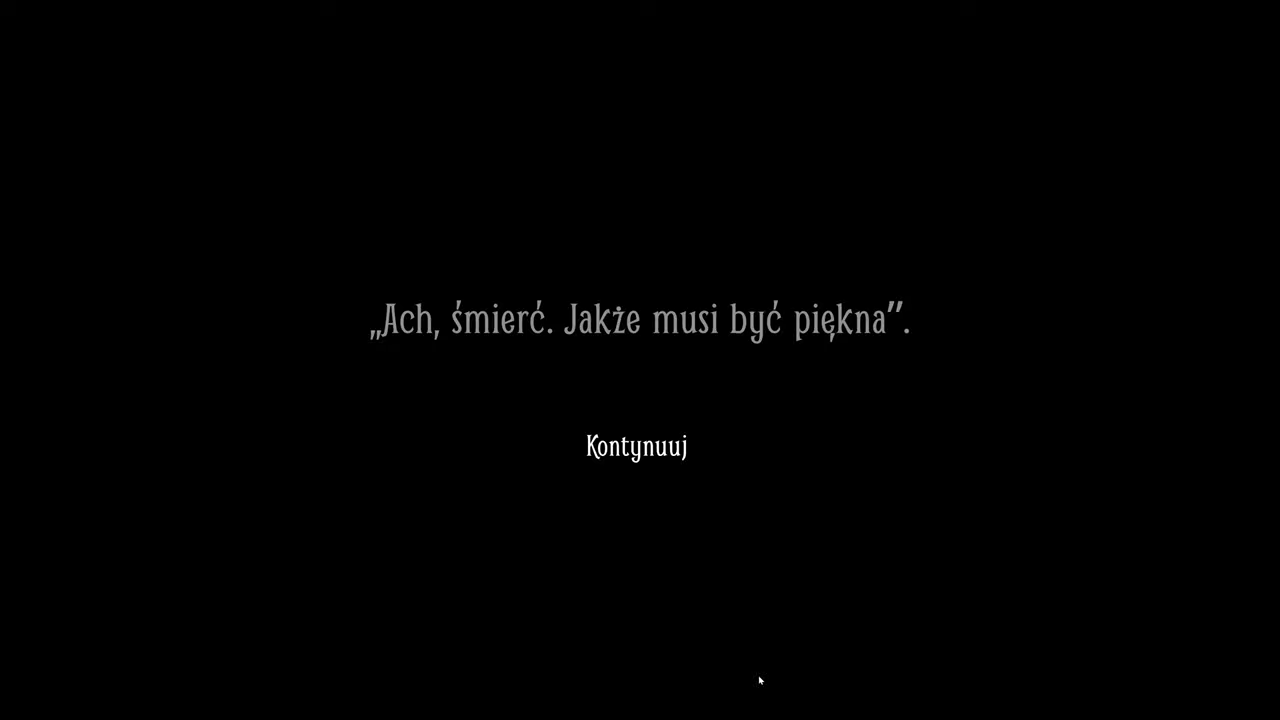 „Ach, śmierć. Jakże musi być piękna”.
Kontynuuj